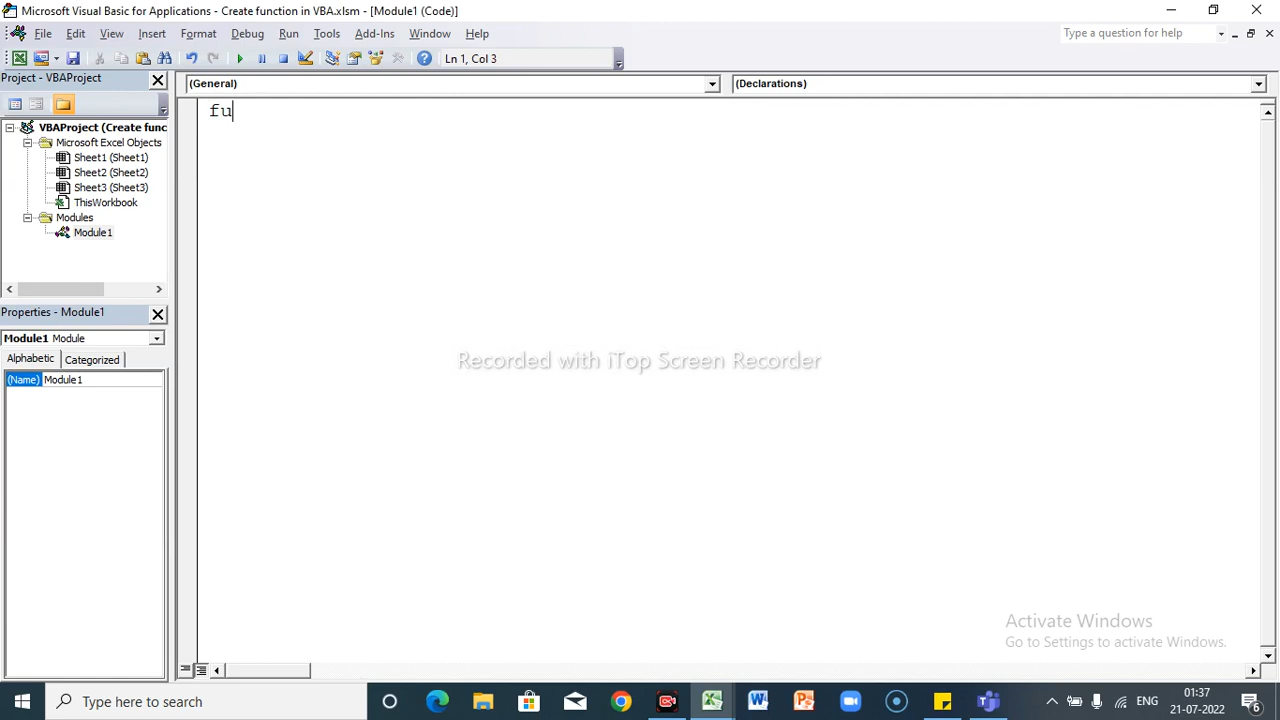 Microsoft Visual Basic for Applications - Create function in VBA.xlsm - [Module1 (Code)]
File Edit View Insert Format Debug Run Tools Add-Ins Window Help
Type a question for help
Ln 1, Col 3
Project - VBAProject
(General)
(Declarations)
fu
VBAProject (Create func
Microsoft Excel Objects
Sheet1 (Sheet1)
Sheet2 (Sheet2)
Sheet3 (Sheet3)
ThisWorkbook
Modules
Module1
Properties - Module1
Module1 Module
Alphabetic Categorized
(Name) Module1
Recorded with iTop Screen Recorder
Activate Windows
Go to Settings to activate Windows.
Type here to search
ENG
01:37
21-07-2022
6